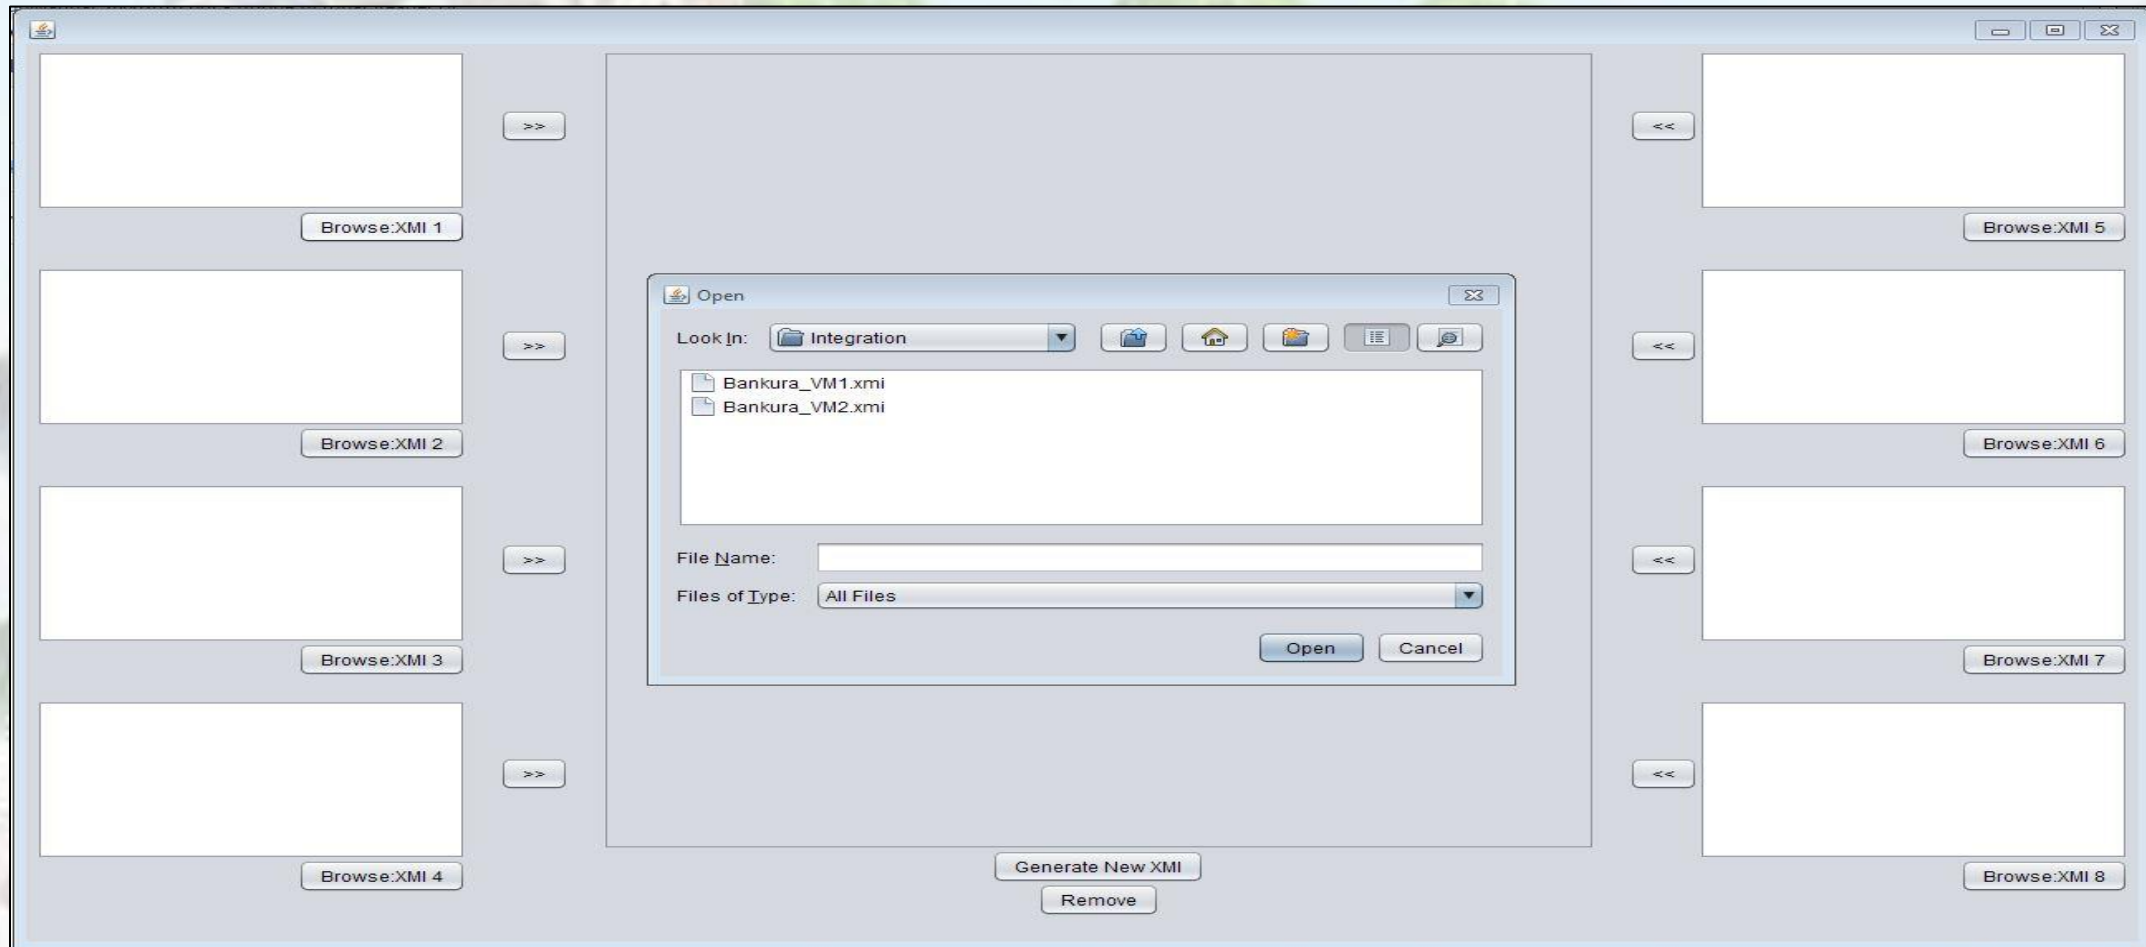 >>
<<
Browse:XMI 1
Browse:XMI 5
Open
Look In:
Integration
>>
<<
Bankura_VM1.xmi
Bankura_VM2.xmi
Browse:XMI 2
Browse:XMI 6
File Name:
>>
<<
Files of Type:
All Files
Open
Cancel
Browse:XMI 3
Browse:XMI 7
>>
<<
Generate New XMI
Browse:XMI 4
Browse:XMI 8
Remove